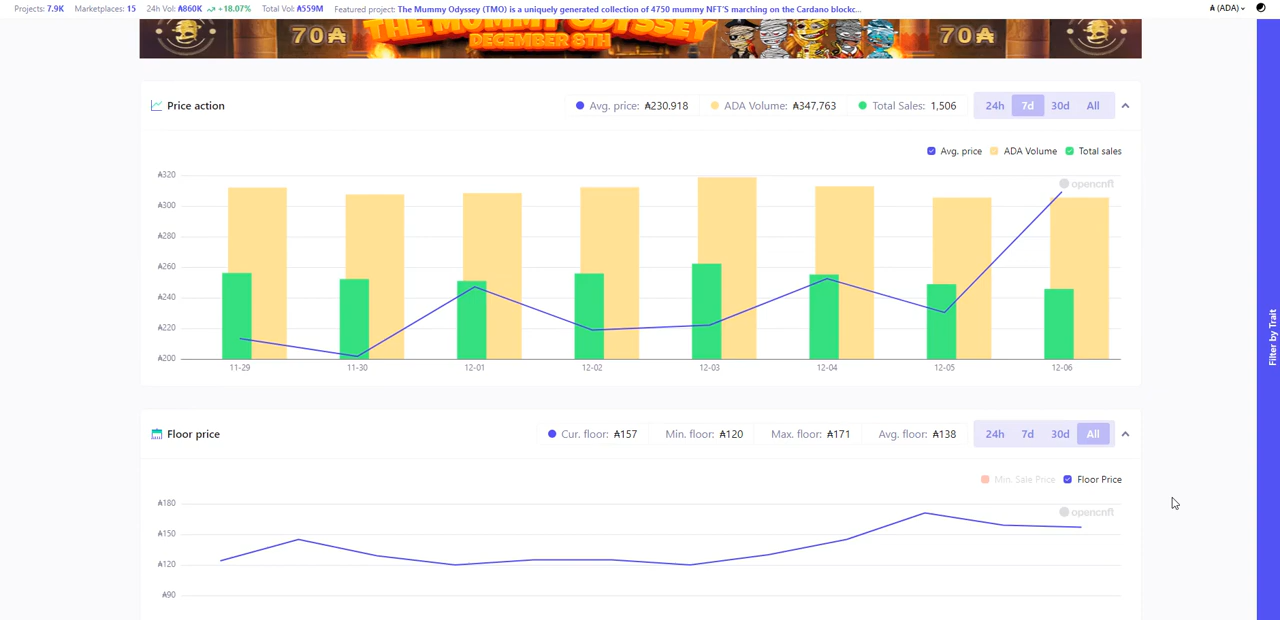 Projects: 7.9K Marketplaces: 15 24h Vol: ₳860K +18.07% Total Vol: ₳559M Featured project: The Mummy Odyssey (TMO) is a uniquely generated collection of 4750 mummy NFT'S marching on the Cardano blockc... ₳ (ADA)
70₳ THE MUMMY ODYSSEY 70₳
DECEMBER 8TH
Price action Avg. price: ₳230.918 ADA Volume: ₳347,763 Total Sales: 1,506 24h 7d 30d All
Avg. price ADA Volume Total sales
₳320
opencnft
₳300
₳280
₳260
₳240
₳220
₳200
11-29 11-30 12-01 12-02 12-03 12-04 12-05 12-06
Filter by Trait
Floor price Cur. floor: ₳157 Min. floor: ₳120 Max. floor: ₳171 Avg. floor: ₳138 24h 7d 30d All
Min. Sale Price Floor Price
₳180
opencnft
₳150
₳120
₳90